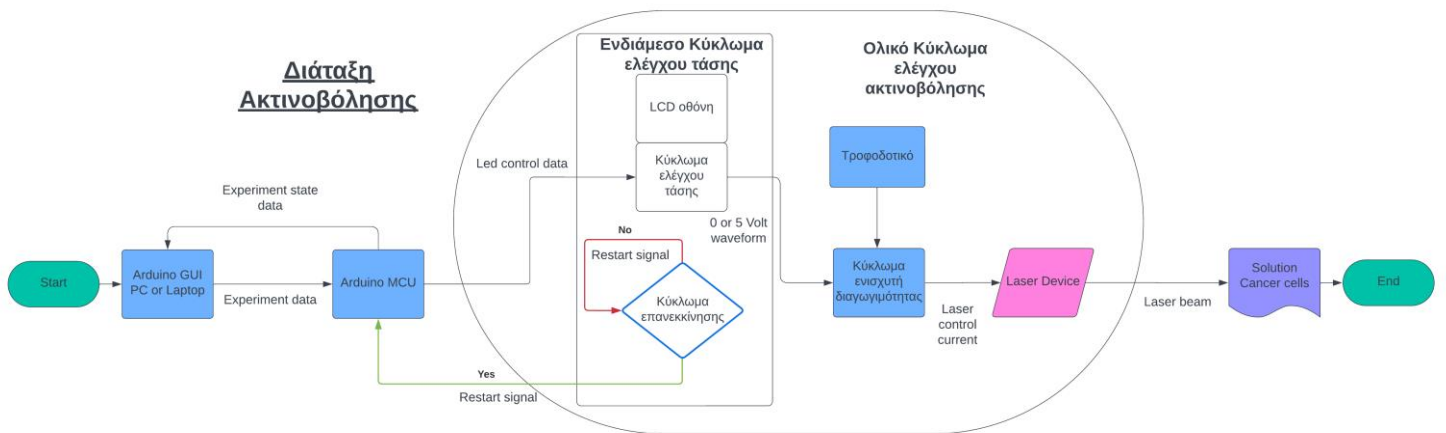 Διάταξη
Ακτινοβόλησης
Ενδιάμεσο Κύκλωμα
ελέγχου τάσης
Ολικό Κύκλωμα
ελέγχου
ακτινοβόλησης
LCD οθόνη
Κύκλωμα
ελέγχου
τάσης
Τροφοδοτικό
Led control data
Experiment state
data
0 or 5 Volt
waveform
No
Restart signal
Start
Arduino GUI
PC or Laptop
Experiment data
Arduino MCU
Κύκλωμα
επανεκκίνησης
Κύκλωμα
ενισχυτή
διαγωγιμότητας
Laser
control
current
Laser Device
Laser beam
Solution
Cancer cells
End
Yes
Restart signal